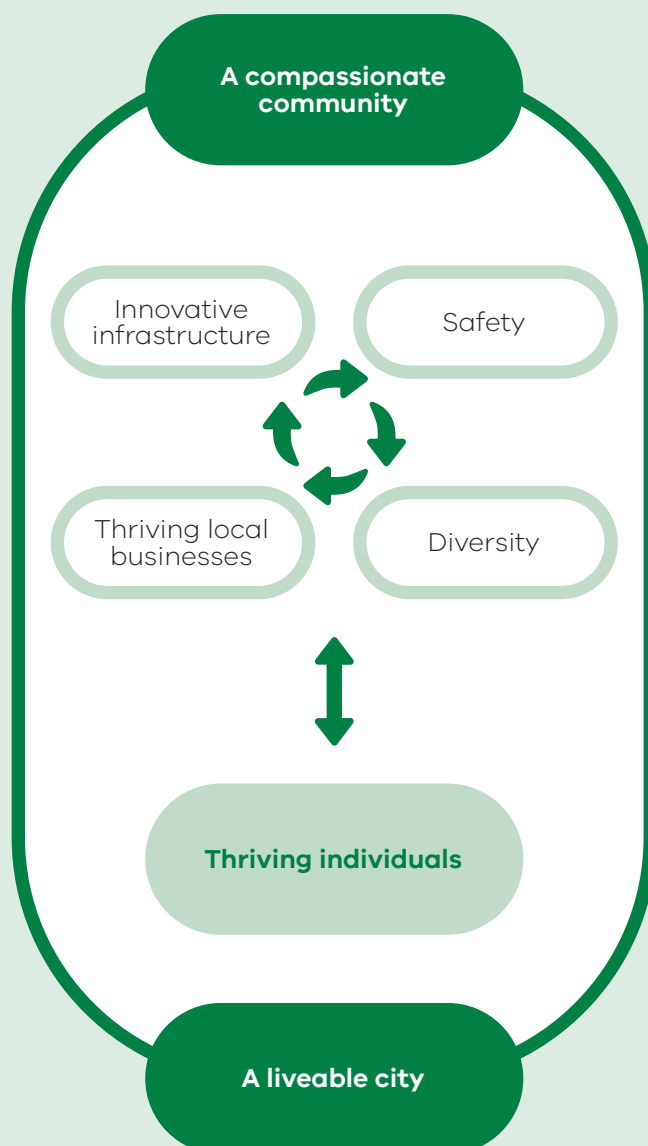 A compassionate
community
Innovative
infrastructure
Safety
Thriving local
businesses
Diversity
Thriving individuals
A liveable city